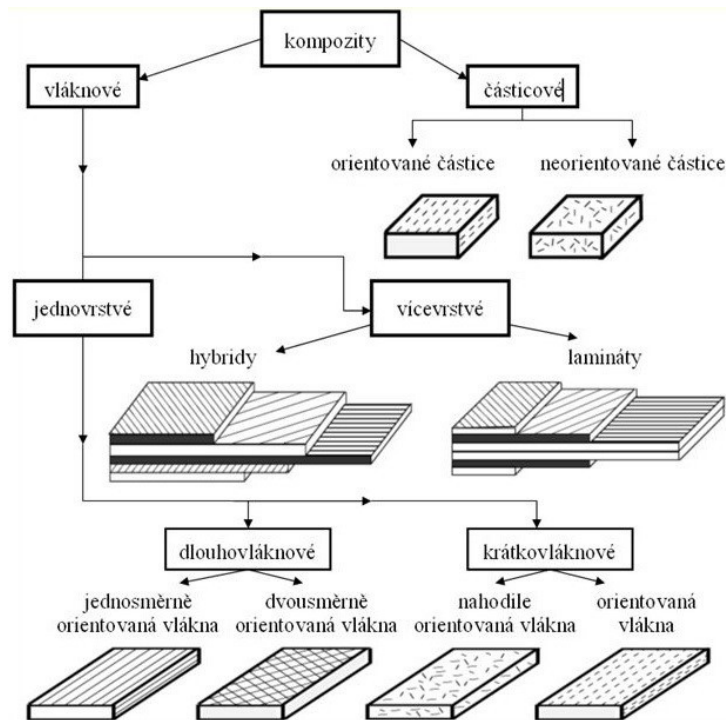 kompozity
vláknové
částicové
orientované částice
neorientované částice
jednovrstvé
vícevrstvé
hybridy
lamináty
dlouhovláknové
krátkovláknové
jednosměrně
orientovaná vlákna
dvousměrně
orientovaná vlákna
nahodile
orientovaná vlákna
orientovaná
vlákna